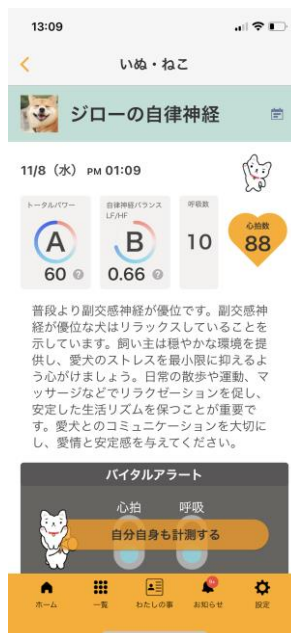 13:09
いぬ・ねこ
ジローの自律神経
11/8（水） PM 01:09
トータルパワー
A
60
自律神経バランス
LF/HF
B
0.66
呼吸数
10
心拍数
88
普段より副交感神経が優位です。副交感神
経が優位な犬はリラックスしていることを
示しています。飼い主は穏やかな環境を提
供し、愛犬のストレスを最小限に抑えるよ
う心がけましょう。日常の散歩や運動、マ
ッサージなどでリラクゼーションを促し、
安定した生活リズムを保つことが重要で
す。愛犬とのコミュニケーションを大切に
し、愛情と安定感を与えてください。
バイタルアラート
心拍 呼吸
自分自身も計測する
ホーム 一覧 わたしの事 お知らせ 設定